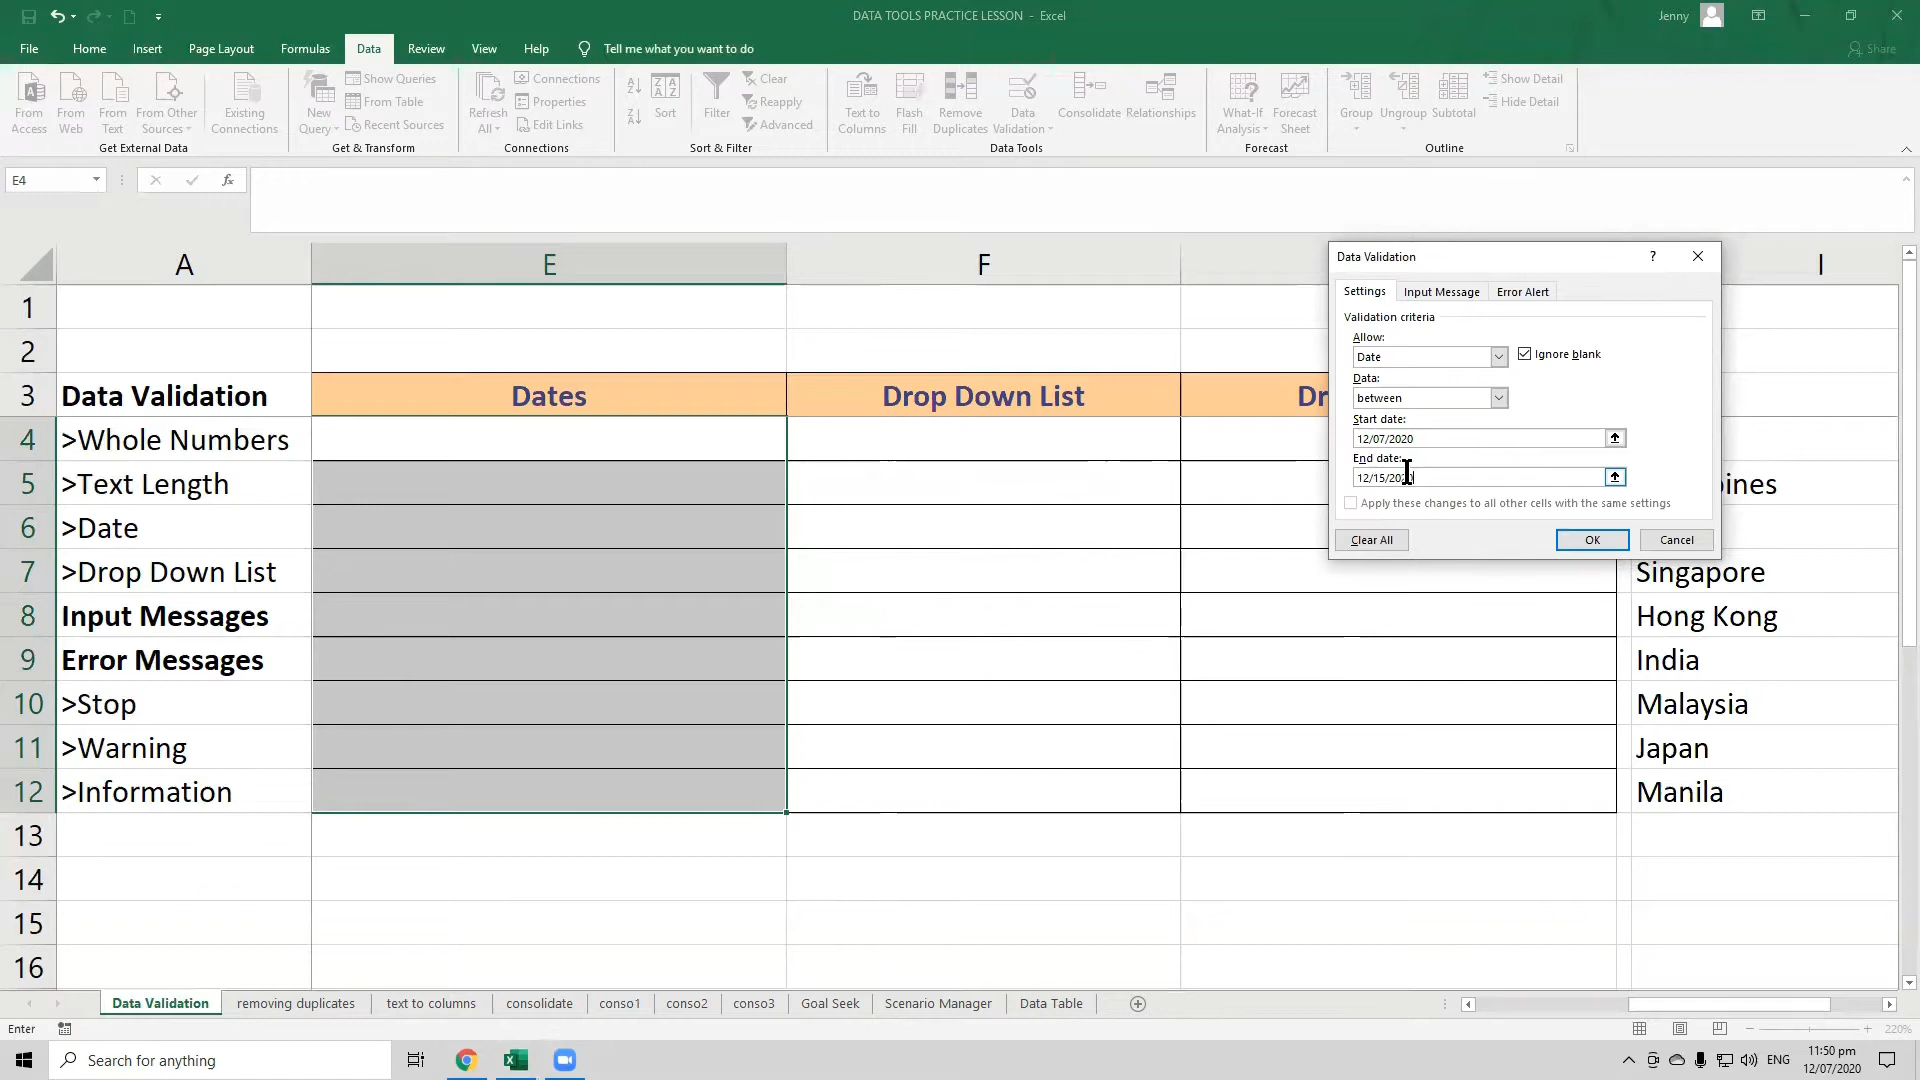 DATA TOOLS PRACTICE LESSON - Excel
Jenny
File Home Insert Page Layout Formulas Data Review View Help Tell me what you want to do Share
From Access
From Web
From Text
From Other Sources
Existing Connections
Get External Data
New Query
Show Queries
From Table
Recent Sources
Get & Transform
Refresh All
Connections
Properties
Edit Links
Connections
Sort
Filter
Clear
Reapply
Advanced
Sort & Filter
Text to Columns
Flash Fill
Remove Duplicates
Data Validation
Consolidate
Relationships
Data Tools
What-If Analysis
Forecast Sheet
Forecast
Group
Ungroup
Subtotal
Show Detail
Hide Detail
Outline
E4
fx
A E F I
1
2
3 Data Validation Dates Drop Down List Dr
4 >Whole Numbers
5 >Text Length
6 >Date
7 >Drop Down List Singapore
8 Input Messages Hong Kong
9 Error Messages India
10 >Stop Malaysia
11 >Warning Japan
12 >Information Manila
13
14
15
16
Data Validation
?
Settings Input Message Error Alert
Validation criteria
Allow:
Date
Ignore blank
Data:
between
Start date:
12/07/2020
End date:
Apply these changes to all other cells with the same settings
Clear All OK Cancel
Data Validation removing duplicates text to columns consolidate conso1 conso2 conso3 Goal Seek Scenario Manager Data Table
Enter
220%
Search for anything
ENG
11:50 pm
12/07/2020